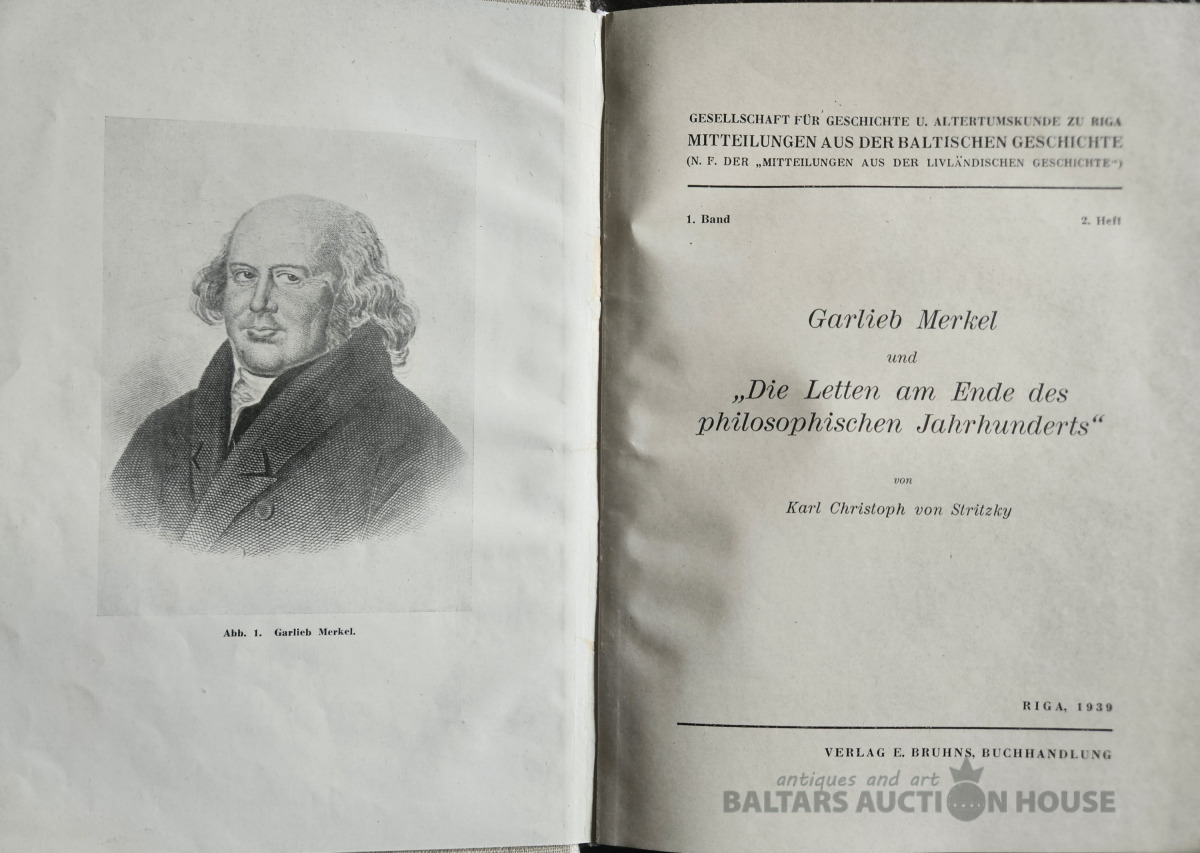 Abb. 1. Garlieb Merkel.
GESELLSCHAFT FÜR GESCHICHTE U. ALTERTUMSKUNDE ZU RIGA
MITTEILUNGEN AUS DER BALTISCHEN GESCHICHTE
(N. F. DER „MITTEILUNGEN AUS DER LIVLÄNDISCHEN GESCHICHTE“)
1. Band 2. Heft
Garlieb Merkel
und
„Die Letten am Ende des
philosophischen Jahrhunderts“
von
Karl Christoph von Stritzky
RIGA, 1939
VERLAG E. BRUHNS, BUCHHANDLUNG
antiques and art
BALTARS AUCTION HOUSE